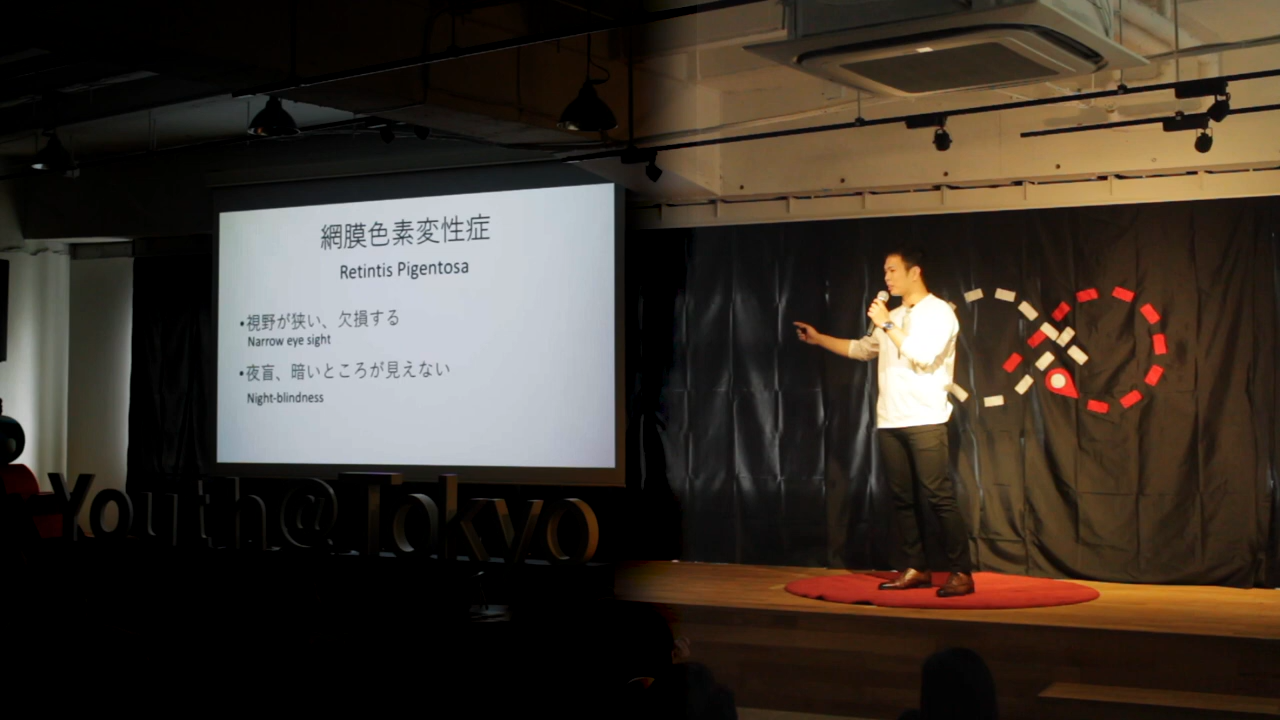 網膜色素変性症
Retintis Pigentosa
•視野が狭い、欠損する
Narrow eye sight
•夜盲、暗いところが見えない
Night-blindness
Youth@Tokyo